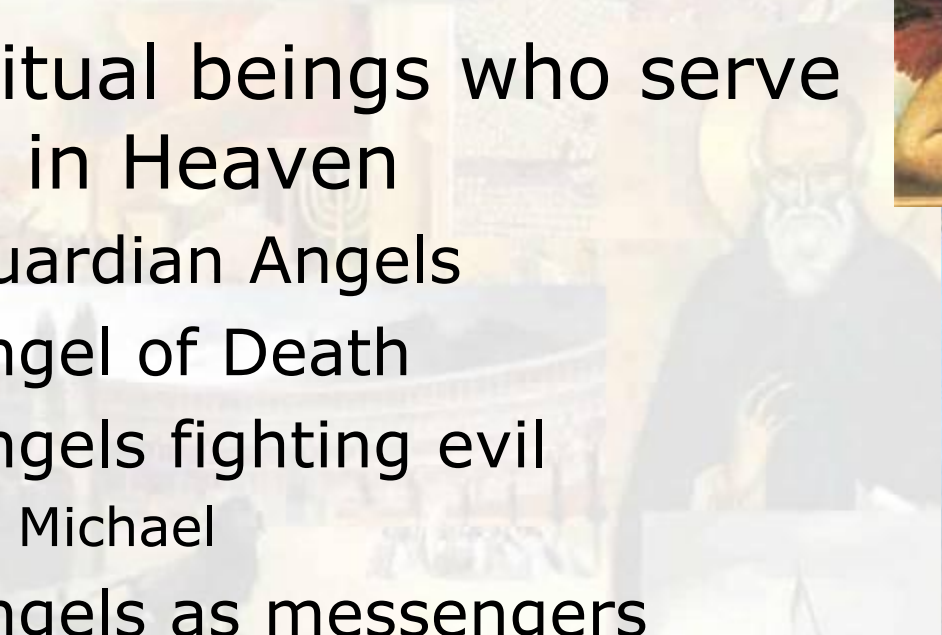 itual beings who serve
in Heaven
uardian Angels
ngel of Death
ngels fighting evil
Michael
ngels as messengers